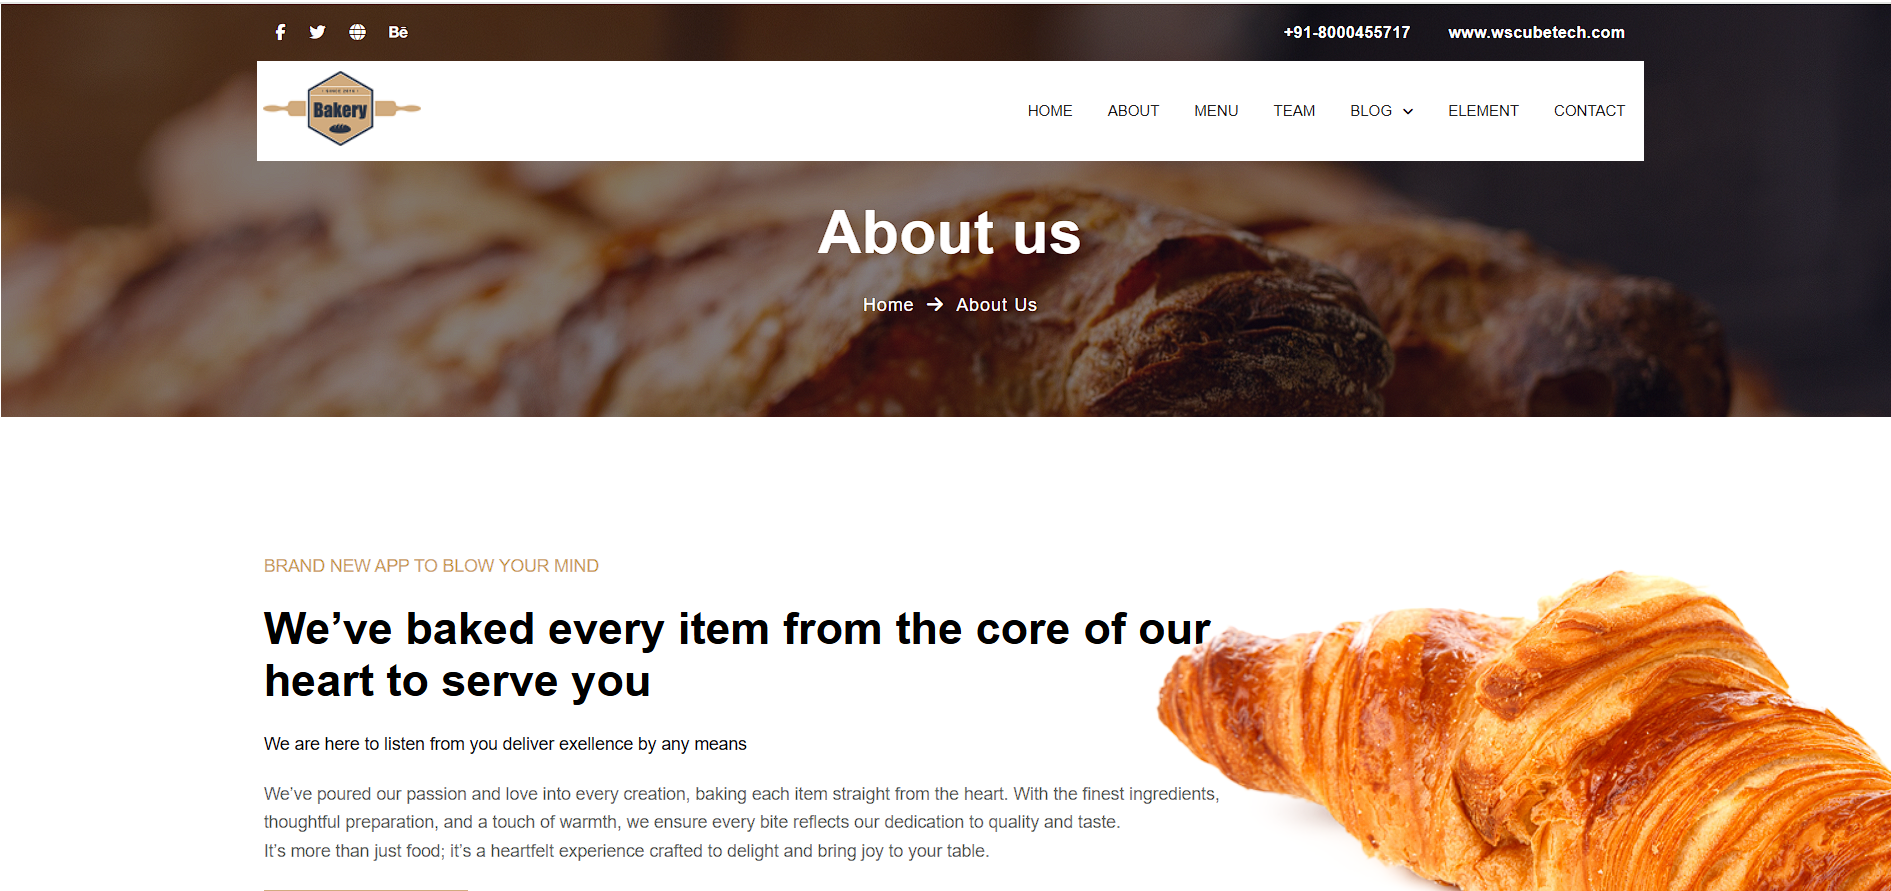 +91-8000455717 www.wscubetech.com
SINCE 2016
Bakery
HOME ABOUT MENU TEAM BLOG ELEMENT CONTACT
About us
Home → About Us
BRAND NEW APP TO BLOW YOUR MIND
We’ve baked every item from the core of our
heart to serve you
We are here to listen from you deliver exellence by any means
We’ve poured our passion and love into every creation, baking each item straight from the heart. With the finest ingredients,
thoughtful preparation, and a touch of warmth, we ensure every bite reflects our dedication to quality and taste.
It’s more than just food; it’s a heartfelt experience crafted to delight and bring joy to your table.